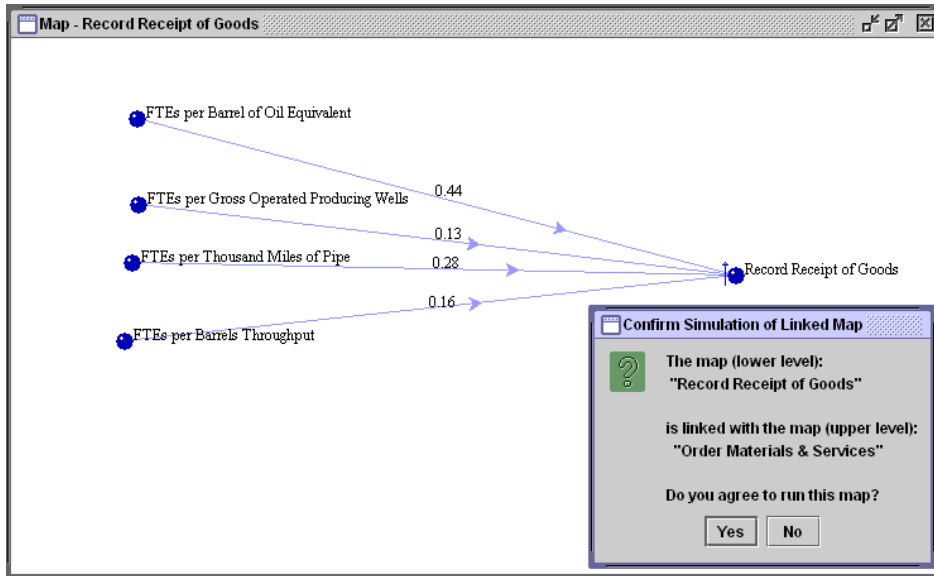 Map - Record Receipt of Goods
FTEs per Barrel of Oil Equivalent
0.44
FTEs per Gross Operated Producing Wells
0.13
FTEs per Thousand Miles of Pipe
0.28
Record Receipt of Goods
0.16
FTEs per Barrels Throughput
Confirm Simulation of Linked Map
?
The map (lower level):
"Record Receipt of Goods"
is linked with the map (upper level):
"Order Materials & Services"
Do you agree to run this map?
Yes No